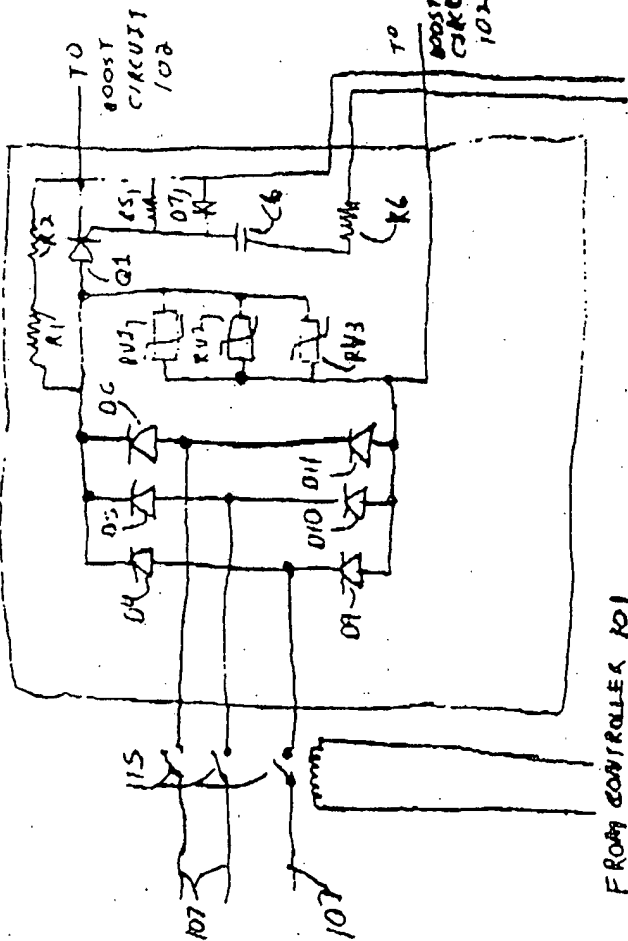 TO
BOOST
CIRCUIT
102
TO
BOOST
102
R2
R1
Q1
D7
C6
R6
RV2
RV3
D6
D5
D4
D11
D10
D9
115
107
107
FROM CONTROLLER 101